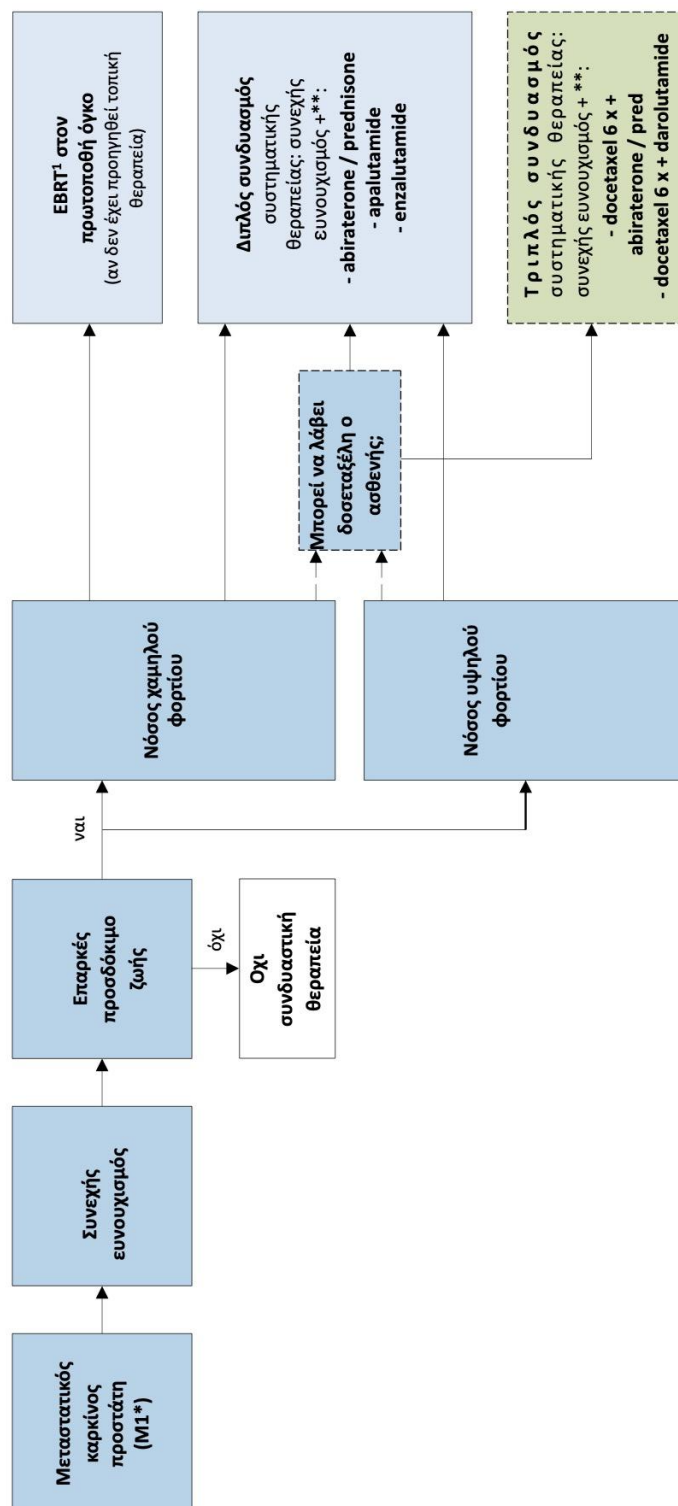 Μεταστατικός
καρκίνος
προστάτη
(M1*)
Συνεχής
ευνουχισμός
Επαρκές
προσδόκιμο
ζωής
ναι
όχι
Οχι
συνδυαστική
θεραπεία
Νόσος χαμηλού
φορτίου
Νόσος υψηλού
φορτίου
Μπορεί να λάβει
δοσεταξέλη ο
ασθενής;
EBRT¹ στον
πρωτοπαθή όγκο
(αν δεν έχει προηγηθεί τοπική
θεραπεία)
Διπλός συνδυασμός
συστηματικής
θεραπείας: συνεχής
ευνουχισμός +**:
- abiraterone / prednisone
- apalutamide
- enzalutamide
Τριπλός συνδυασμός
συστηματικής θεραπείας:
συνεχής ευνουχισμός + **:
- docetaxel 6 x +
abiraterone / pred
- docetaxel 6 x + darolutamide